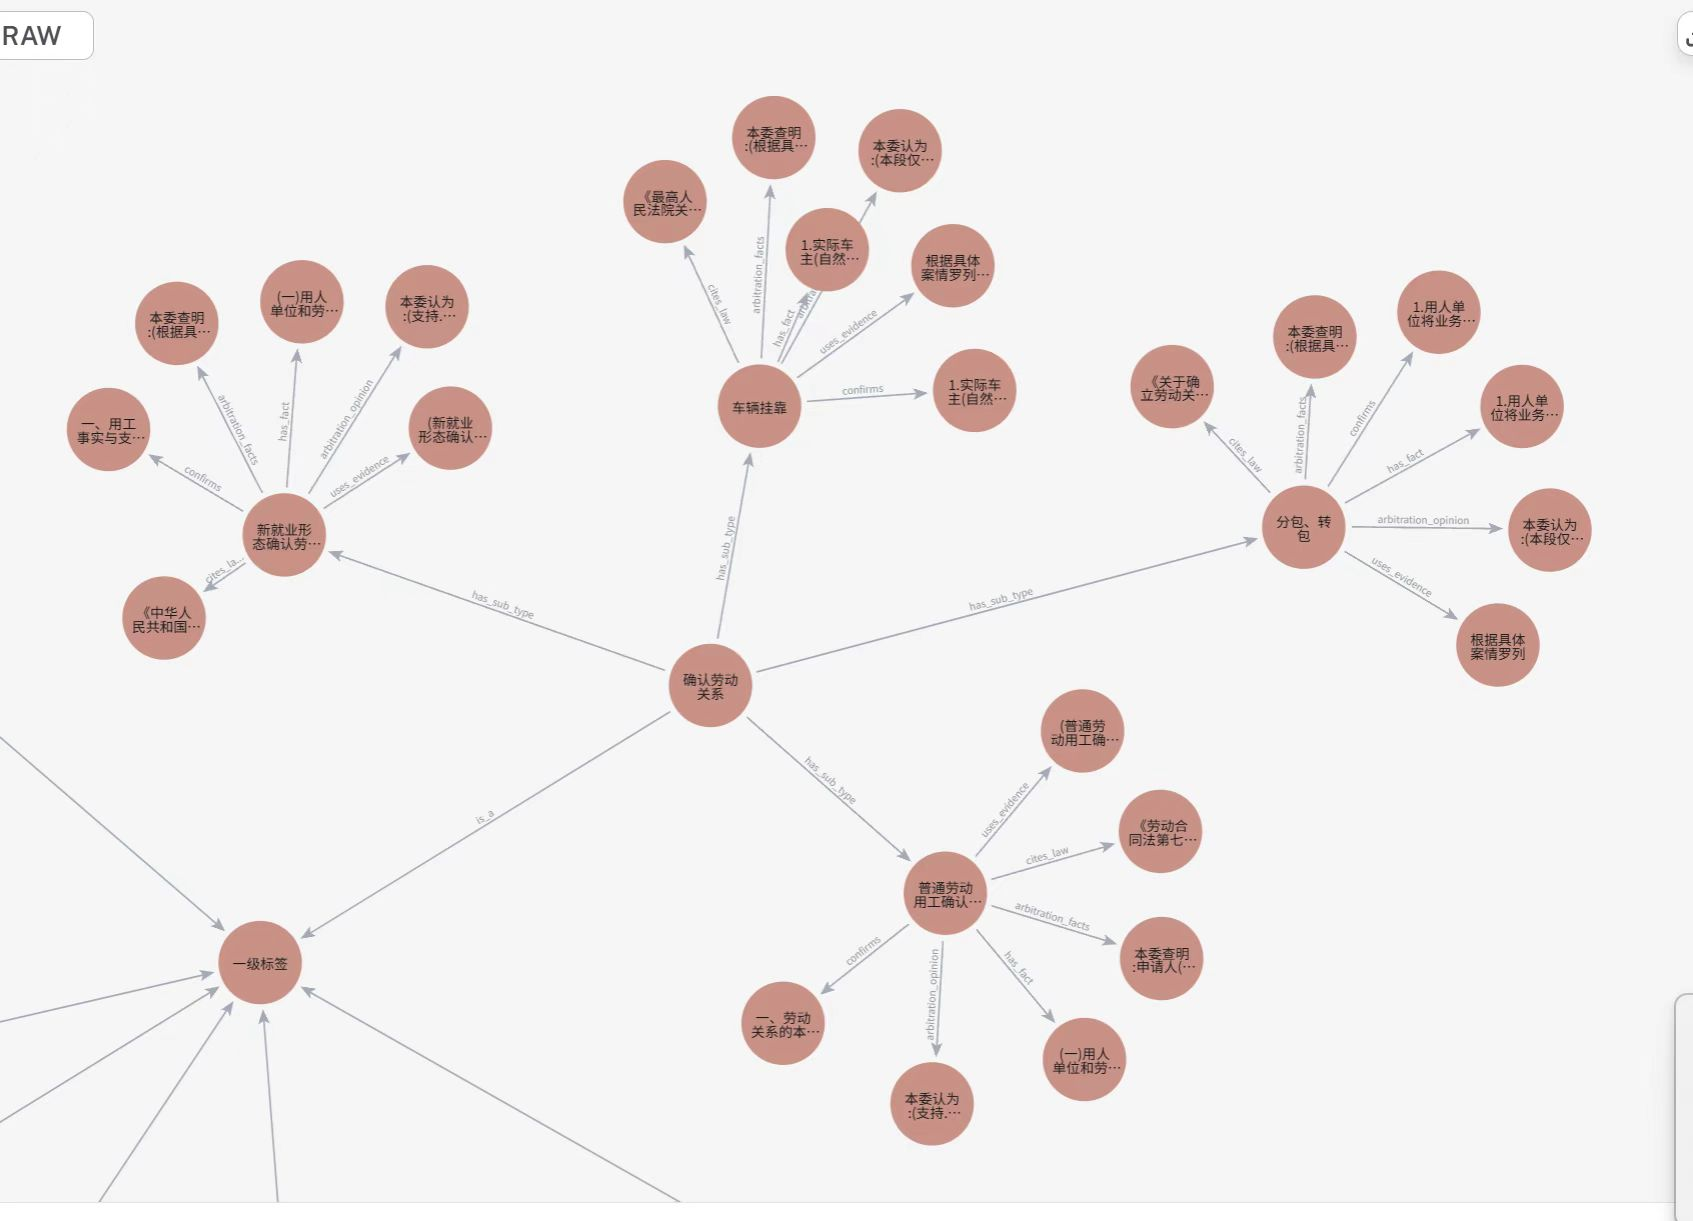 RAW
本委查明
:(根据具…
本委认为
:(本段仅…
《最高人
民法院关…
1.实际车
主(自然…
根据具体
案情罗列…
1.实际车
主(自然…
车辆挂靠
cites_law
arbitration_facts
has_fact
uses_evidence
confirms
本委查明
:(根据具…
(一)用人
单位和劳…
本委认为
:(支持.…
一、用工
事实与支…
(新就业
形态确认…
新就业形
态确认劳…
《中华人
民共和国…
confirms
arbitration_facts
has_fact
arbitration_opinion
uses_evidence
cites_la...
《关于确
立劳动关…
本委查明
:(根据具…
1.用人单
位将业务…
1.用人单
位将业务…
本委认为
:(本段仅…
根据具体
案情罗列
分包、转
包
cites_law
arbitration_facts
confirms
has_fact
arbitration_opinion
uses_evidence
has_sub_type
has_sub_type
has_sub_type
确认劳动
关系
has_sub_type
is_a
一级标签
(普通劳
动用工确…
《劳动合
同法第七…
普通劳动
用工确认…
本委查明
:申请人(…
一、劳动
关系的本…
(一)用人
单位和劳…
本委认为
:(支持.…
uses_evidence
cites_law
arbitration_facts
has_fact
arbitration_opinion
confirms